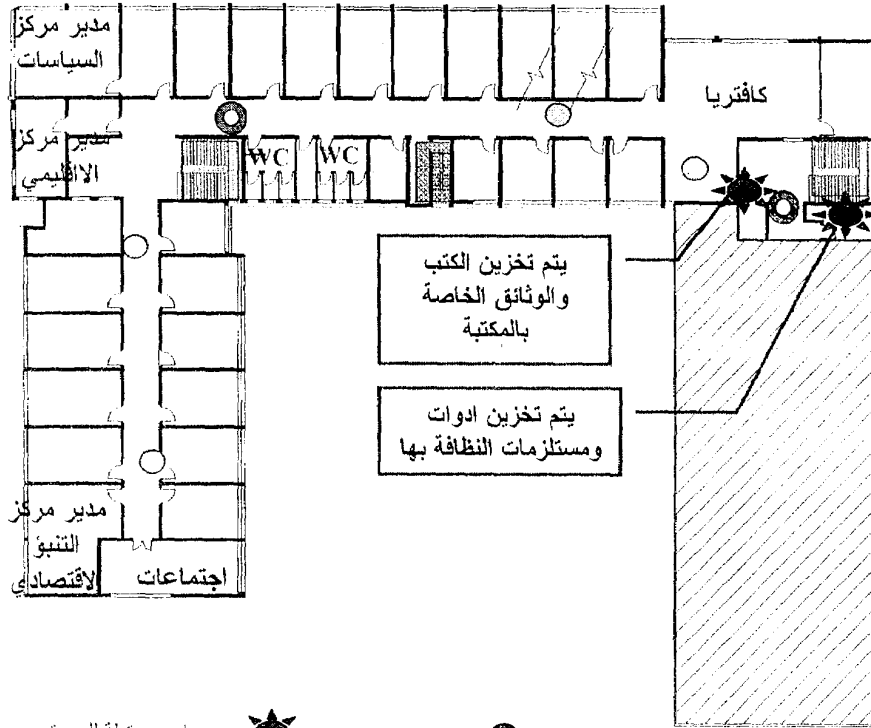 مدير مركز
السياسات
كافتريا
مدير مركز
الااقليمي
WC
WC
يتم تخزين الكتب
والوثائق الخاصة
بالمكتبة
يتم تخزين ادوات
ومستلزمات النظافة بها
مدير مركز
التنبؤ
الاقتصادي
اجتماعات